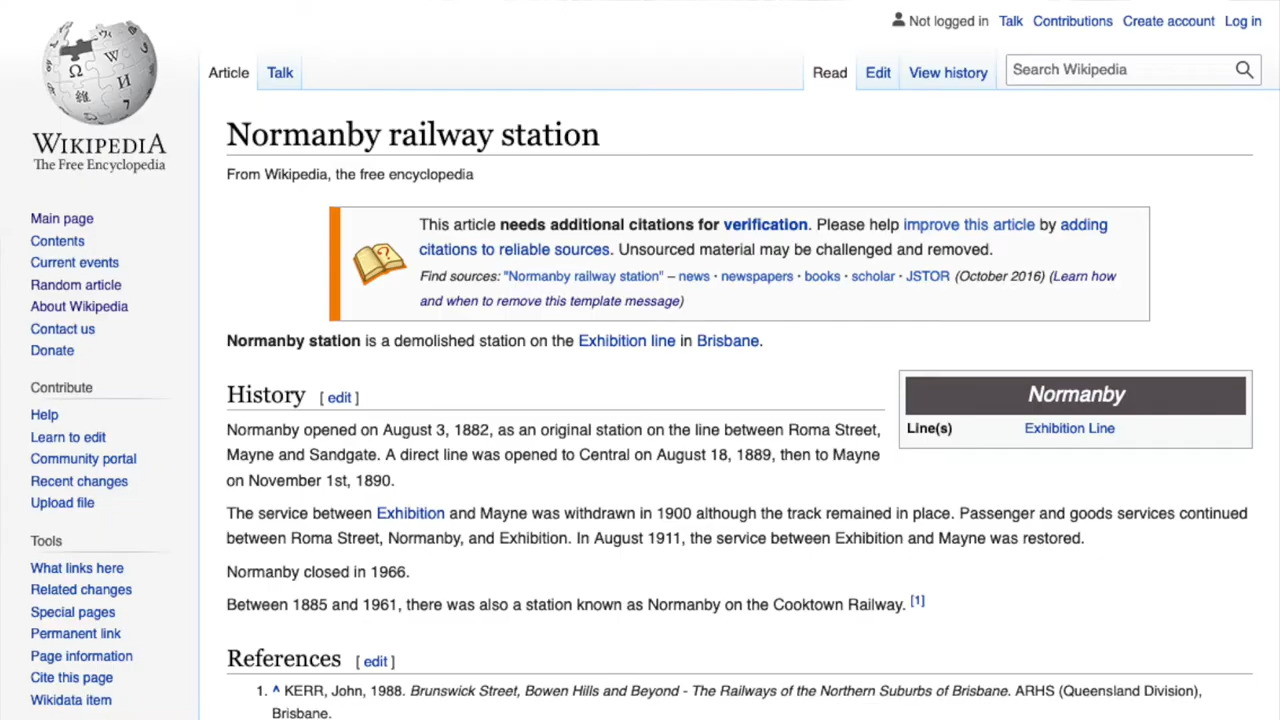 Not logged in Talk Contributions Create account Log in
Article Talk Read Edit View history Search Wikipedia
WIKIPEDIA
The Free Encyclopedia
Main page
Contents
Current events
Random article
About Wikipedia
Contact us
Donate
Contribute
Help
Learn to edit
Community portal
Recent changes
Upload file
Tools
What links here
Related changes
Special pages
Permanent link
Page information
Cite this page
Wikidata item
Normanby railway station
From Wikipedia, the free encyclopedia
This article needs additional citations for verification. Please help improve this article by adding
citations to reliable sources. Unsourced material may be challenged and removed.
Find sources: "Normanby railway station" – news · newspapers · books · scholar · JSTOR (October 2016) (Learn how
and when to remove this template message)
Normanby station is a demolished station on the Exhibition line in Brisbane.
Normanby
Line(s) Exhibition Line
History [ edit ]
Normanby opened on August 3, 1882, as an original station on the line between Roma Street,
Mayne and Sandgate. A direct line was opened to Central on August 18, 1889, then to Mayne
on November 1st, 1890.
The service between Exhibition and Mayne was withdrawn in 1900 although the track remained in place. Passenger and goods services continued
between Roma Street, Normanby, and Exhibition. In August 1911, the service between Exhibition and Mayne was restored.
Normanby closed in 1966.
Between 1885 and 1961, there was also a station known as Normanby on the Cooktown Railway. [1]
References [ edit ]
1. ^ KERR, John, 1988. Brunswick Street, Bowen Hills and Beyond - The Railways of the Northern Suburbs of Brisbane. ARHS (Queensland Division),
Brisbane.